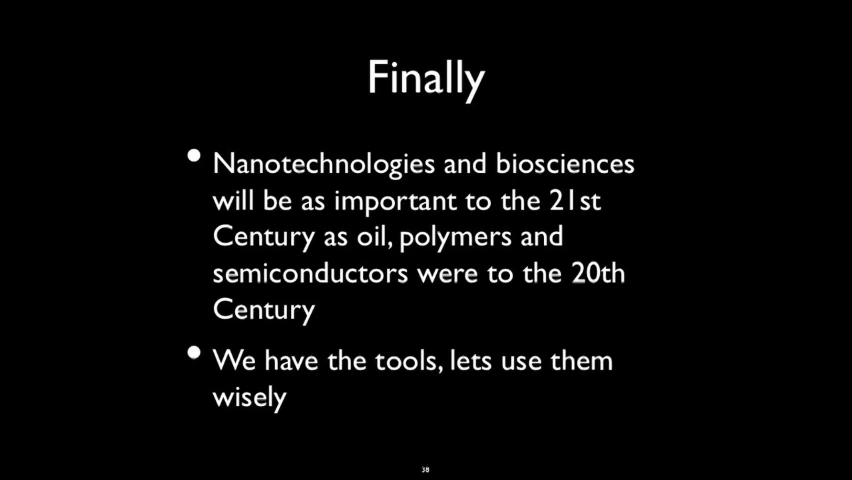 Finally
• Nanotechnologies and biosciences
will be as important to the 21st
Century as oil, polymers and
semiconductors were to the 20th
Century
• We have the tools, lets use them
wisely
38